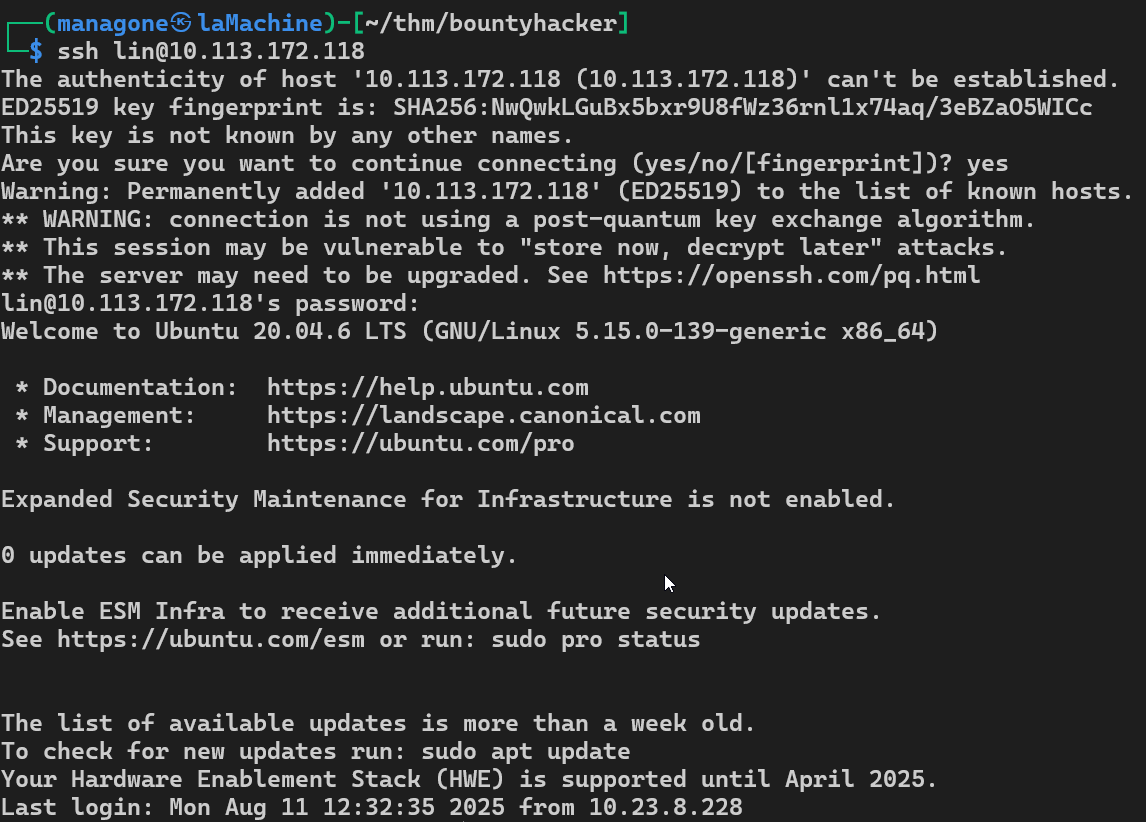 ┌──(managone㉿laMachine)-[~/thm/bountyhacker]
└─$ ssh lin@10.113.172.118
The authenticity of host '10.113.172.118 (10.113.172.118)' can't be established.
ED25519 key fingerprint is: SHA256:NwQwkLGuBx5bxr9U8fWz36rnl1x74aq/3eBZaO5WICc
This key is not known by any other names.
Are you sure you want to continue connecting (yes/no/[fingerprint])? yes
Warning: Permanently added '10.113.172.118' (ED25519) to the list of known hosts.
** WARNING: connection is not using a post-quantum key exchange algorithm.
** This session may be vulnerable to "store now, decrypt later" attacks.
** The server may need to be upgraded. See https://openssh.com/pq.html
lin@10.113.172.118's password:
Welcome to Ubuntu 20.04.6 LTS (GNU/Linux 5.15.0-139-generic x86_64)

 * Documentation:  https://help.ubuntu.com
 * Management:     https://landscape.canonical.com
 * Support:        https://ubuntu.com/pro

Expanded Security Maintenance for Infrastructure is not enabled.

0 updates can be applied immediately.

Enable ESM Infra to receive additional future security updates.
See https://ubuntu.com/esm or run: sudo pro status


The list of available updates is more than a week old.
To check for new updates run: sudo apt update
Your Hardware Enablement Stack (HWE) is supported until April 2025.
Last login: Mon Aug 11 12:32:35 2025 from 10.23.8.228